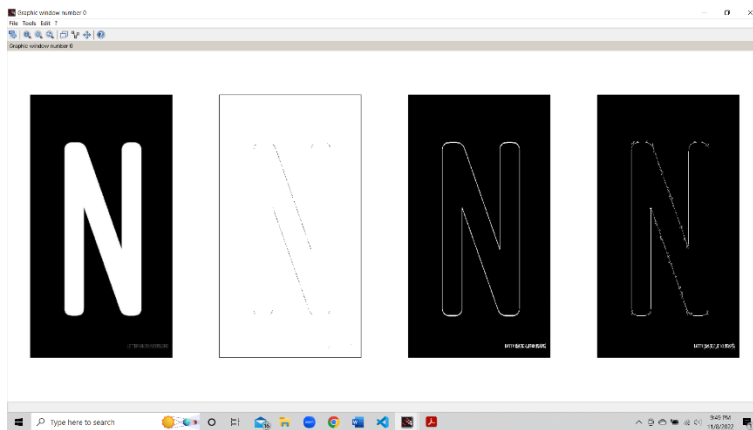 Graphic window number 0
File Tools Edit ?
Graphic window number 0
N
N
N
Type here to search
9:49 PM
11/8/2022